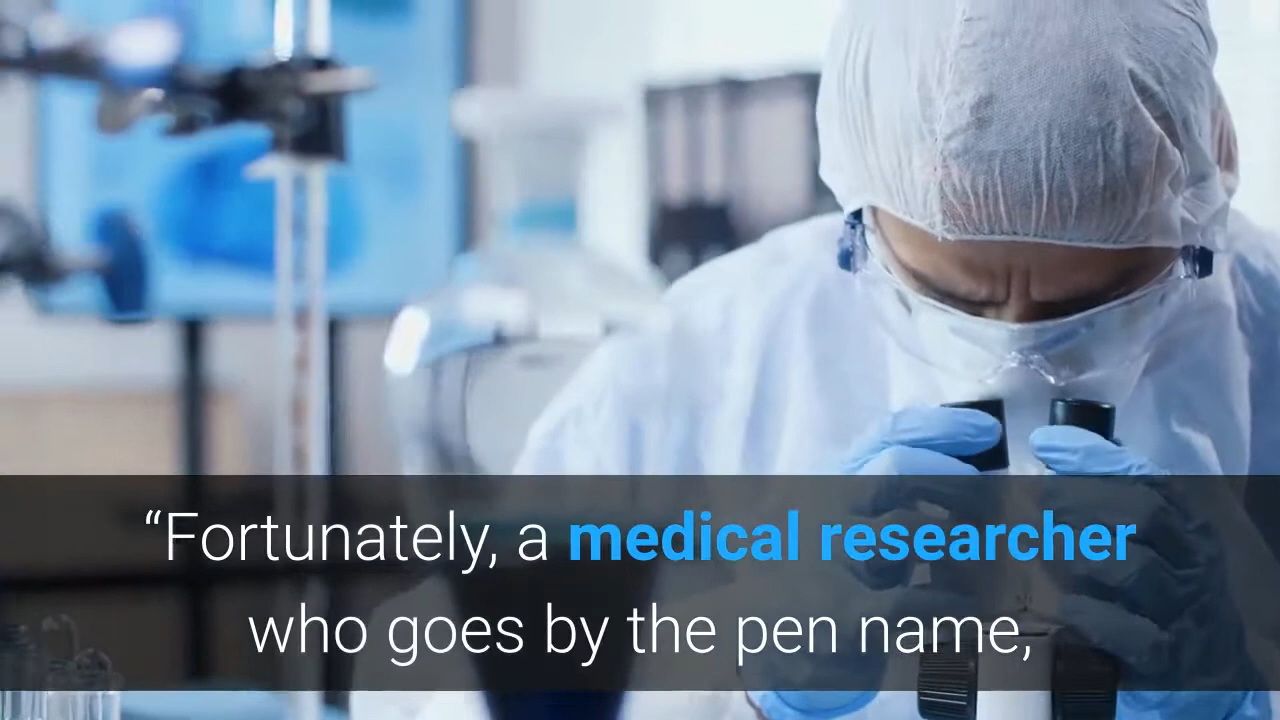 “Fortunately, a medical researcher
who goes by the pen name,